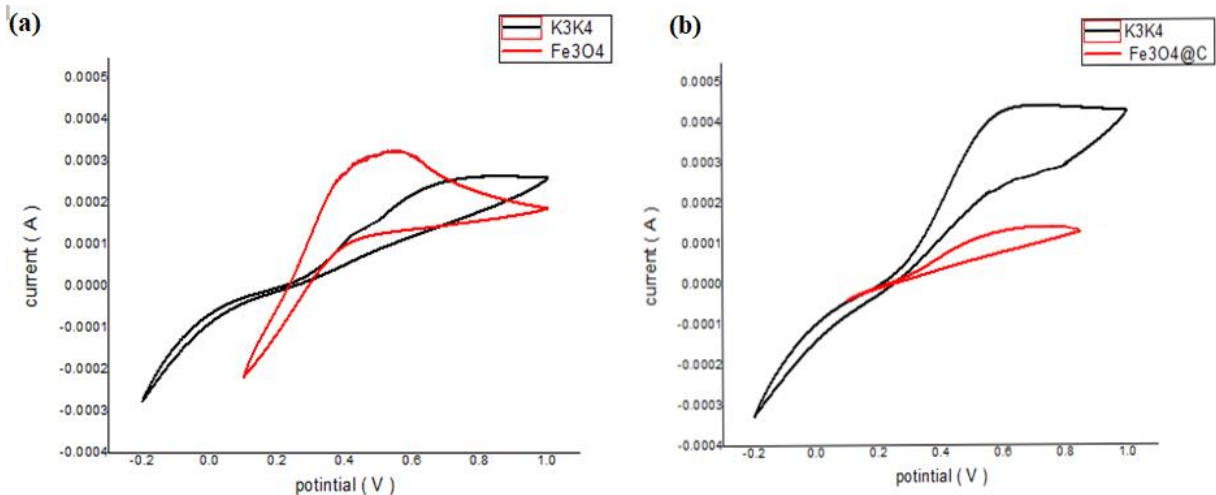 (a)
K3K4
Fe3O4
0.0005
0.0004
0.0003
0.0002
0.0001
0.0000
-0.0001
-0.0002
-0.0003
-0.0004
current ( A )
-0.2 0.0 0.2 0.4 0.6 0.8 1.0
potintial ( V )
(b)
K3K4
Fe3O4@C
0.0005
0.0004
0.0003
0.0002
0.0001
0.0000
-0.0001
-0.0002
-0.0003
-0.0004
current ( A )
-0.2 0.0 0.2 0.4 0.6 0.8 1.0
potintial ( V )